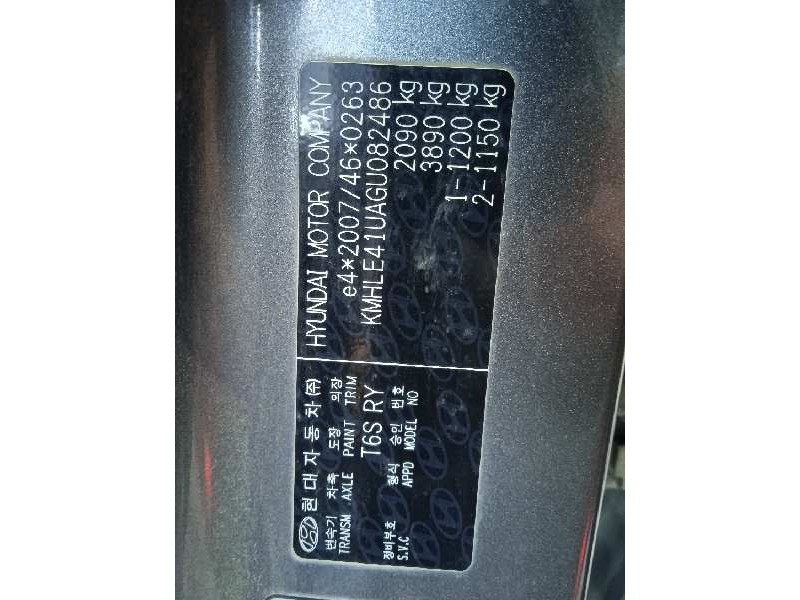 HYUNDAI MOTOR COMPANY
e4*2007/46*0263
KMHLE41UAGU082486
2090 kg
3890 kg
1-1200 kg
2-1150 kg
현대자동차(주)
변속기 차축 도장 의장
TRANSM AXLE PAINT TRIM
T6S RY
정비부호 형식 승인 번호
S.V.C APPD MODEL NO